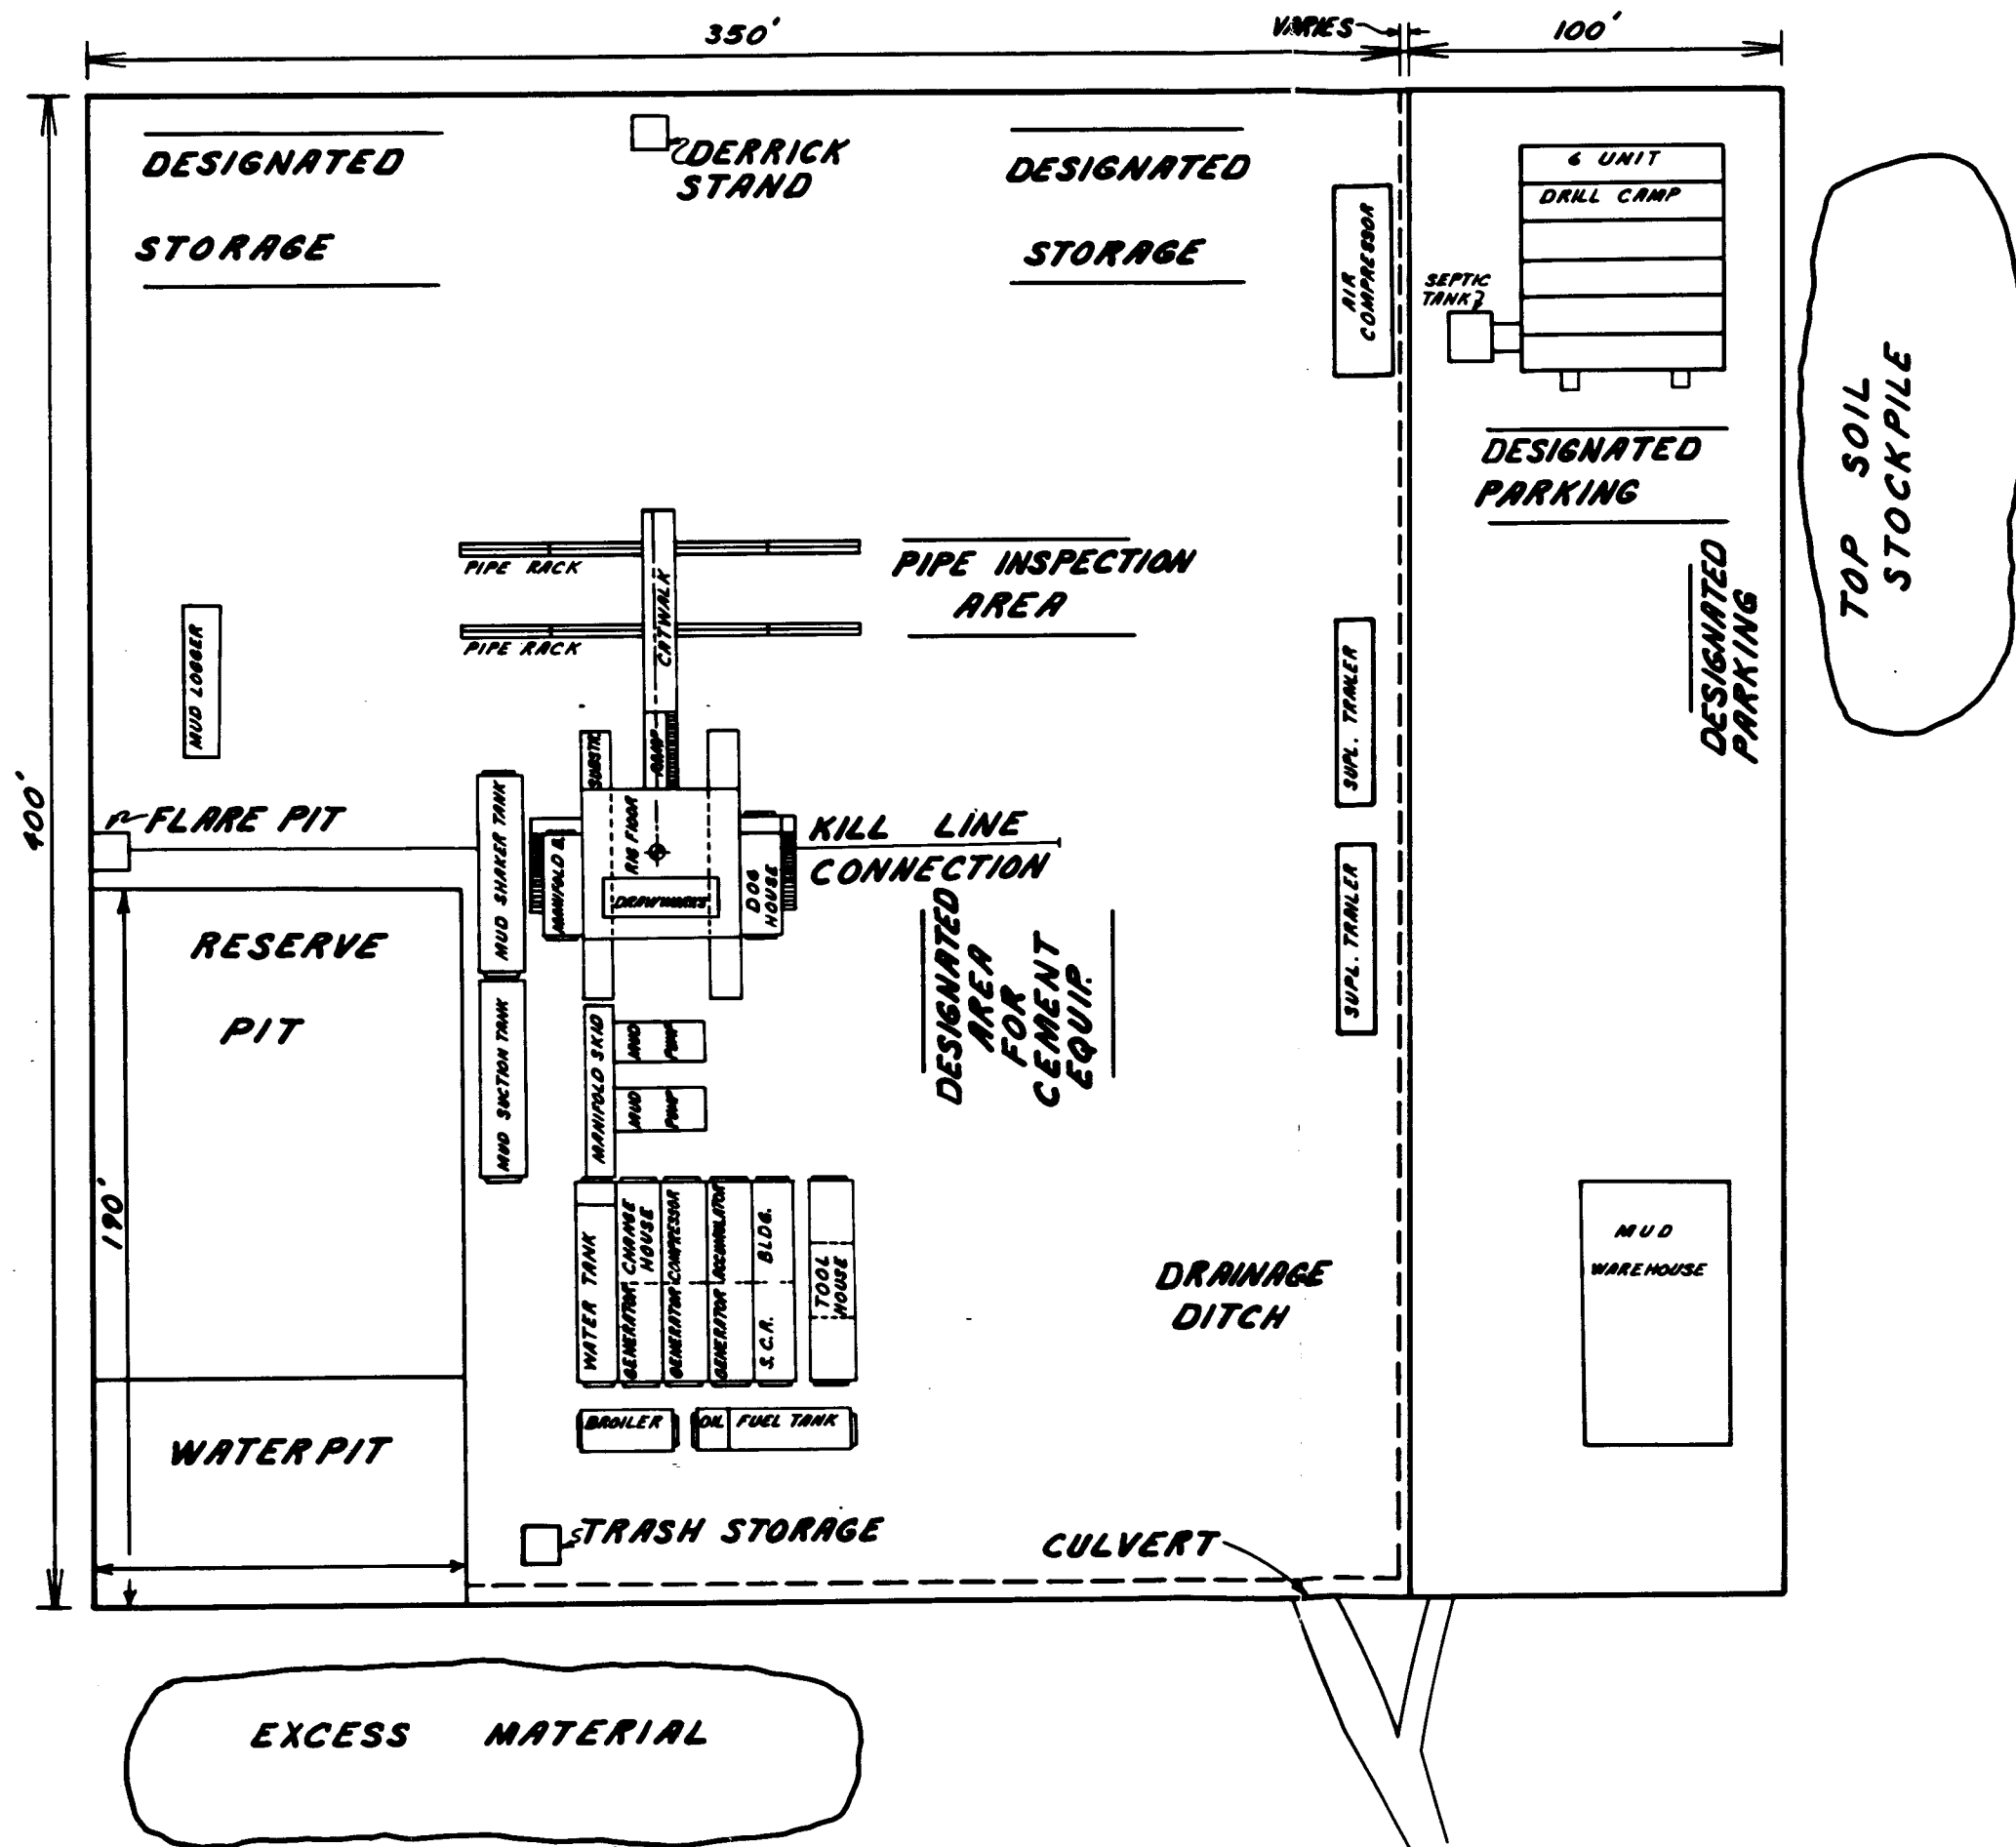 350'
VARIES
100'
DESIGNATED
STORAGE
DERRICK
STAND
DESIGNATED
STORAGE
AIR
COMPRESSOR
6 UNIT
DRILL CAMP
SEPTIC
TANK
DESIGNATED
PARKING
TOP SOIL
STOCKPILE
DESIGNATED
PARKING
PIPE RACK
PIPE RACK
CATWALK
PIPE INSPECTION
AREA
MUD LOGGER
SUPL. TRAILER
SUPL. TRAILER
400'
FLARE PIT
MUD SHAKER TANK
SUBSTR.
RAMP
RIG FLOOR
MANIFOLD B.
DRAWWORKS
DOG
HOUSE
KILL LINE
CONNECTION
DESIGNATED
AREA
FOR
CEMENT
EQUIP.
RESERVE
PIT
MUD SUCTION TANK
MANIFOLD SKID
MUD PUMP
MUD PUMP
190'
WATER TANK
GENERATOR CHANGE
HOUSE
GENERATOR COMPRESSOR
GENERATOR ACCUMULATOR
S.C.R. BLDG.
TOOL
HOUSE
DRAINAGE
DITCH
MUD
WAREHOUSE
BROILER
OIL
FUEL TANK
WATER PIT
TRASH STORAGE
CULVERT
EXCESS MATERIAL